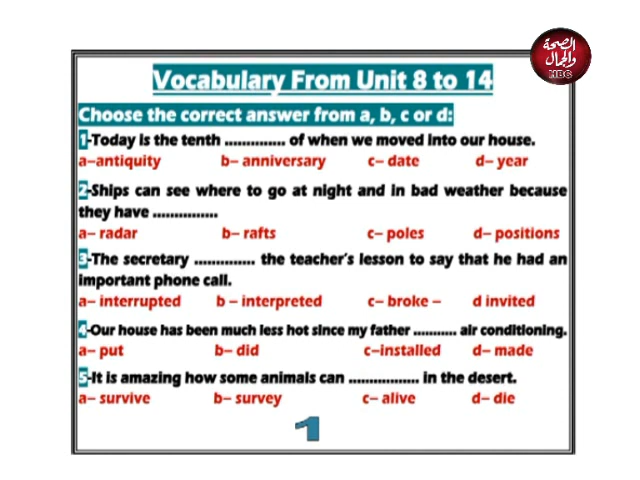 الصحة
والجمال
MBC
Vocabulary From Unit 8 to 14
Choose the correct answer from a, b, c or d:
1-Today is the tenth .............. of when we moved into our house.
a–antiquity b– anniversary c– date d– year
2-Ships can see where to go at night and in bad weather because
they have ................
a– radar b– rafts c– poles d– positions
3-The secretary .............. the teacher's lesson to say that he had an
important phone call.
a– interrupted b – interpreted c– broke – d invited
4-Our house has been much less hot since my father ........... air conditioning.
a– put b– did c–installed d– made
5-It is amazing how some animals can ................. in the desert.
a– survive b– survey c– alive d– die
1